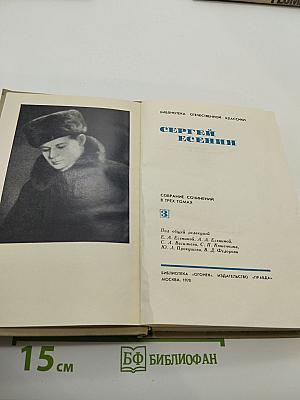 БИБЛИОТЕКА ОТЕЧЕСТВЕННОЙ КЛАССИКИ
СЕРГЕЙ
ЕСЕНИН
СОБРАНИЕ СОЧИНЕНИЙ
В ТРЕХ ТОМАХ
3
Под общей редакцией
Е. А. Есениной, А. А. Есениной,
С. А. Васильева, С. П. Кошечкина,
Ю. Л. Прокушева, В. Д. Федорова
БИБЛИОТЕКА «ОГОНЕК». ИЗДАТЕЛЬСТВО «ПРАВДА»
МОСКВА, 1970
15 см
БФ БИБЛИОФАН